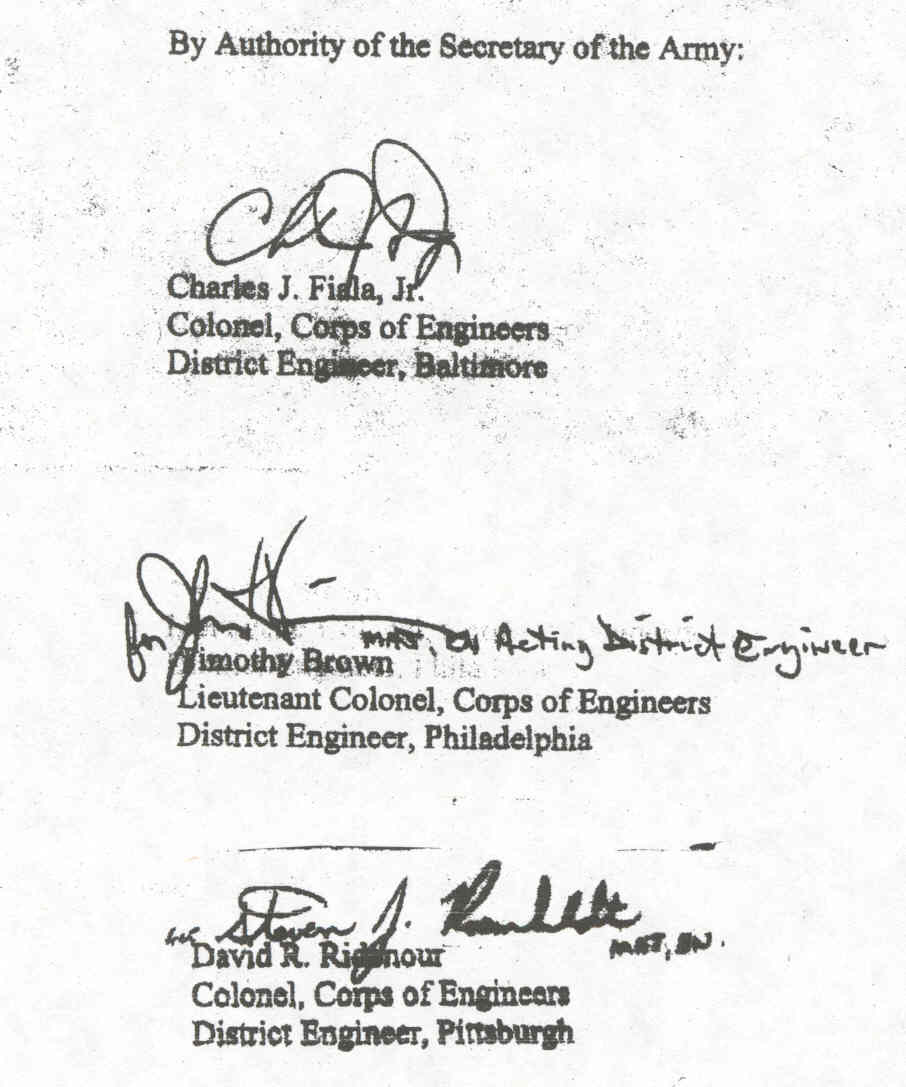 By Authority of the Secretary of the Army:
Charles J. Fiala, Jr.
Colonel, Corps of Engineers
District Engineer, Baltimore
for
MAJ, EN Acting District Engineer
Timothy Brown
Lieutenant Colonel, Corps of Engineers
District Engineer, Philadelphia
Steven J.
MAJ, EN.
David R. Ridenour
Colonel, Corps of Engineers
District Engineer, Pittsburgh